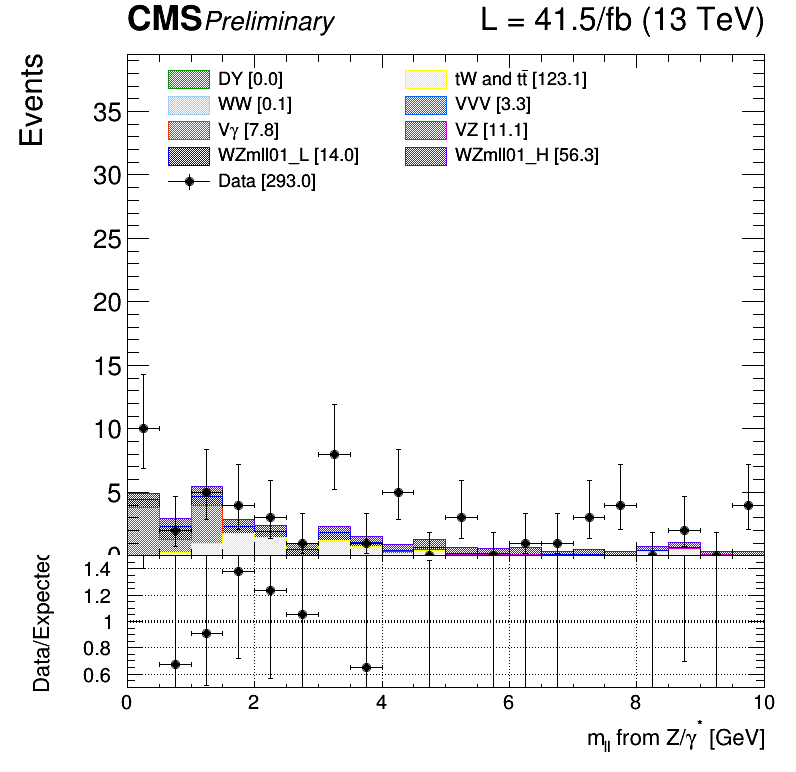 CMS Preliminary L = 41.5/fb (13 TeV)
Events
DY [0.0] tW and tt̄ [123.1]
WW [0.1] VVV [3.3]
Vγ [7.8] VZ [11.1]
WZmll01_L [14.0] WZmll01_H [56.3]
Data [293.0]
35
30
25
20
15
10
5
0
Data/Expected
1.4
1.2
1
0.8
0.6
0 2 4 6 8 10
m_ll from Z/γ* [GeV]